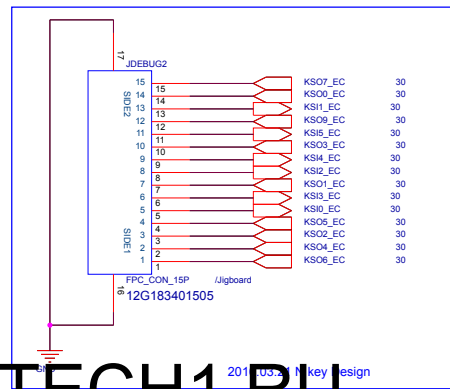 17
JDEBUG2
15 15 KSO7_EC 30
14 14 KSO0_EC 30
13 13 KSI1_EC 30
12 12 KSO9_EC 30
11 11 KSI5_EC 30
10 10 KSO3_EC 30
9 9 KSI4_EC 30
8 8 KSI2_EC 30
7 7 KSO1_EC 30
6 6 KSI3_EC 30
5 5 KSI0_EC 30
4 4 KSO5_EC 30
3 3 KSO2_EC 30
2 2 KSO4_EC 30
1 1 KSO6_EC 30
SIDE2
SIDE1
FPC_CON_15P /Jigboard
16
12G183401505
GND
key Design
TECH1.RU